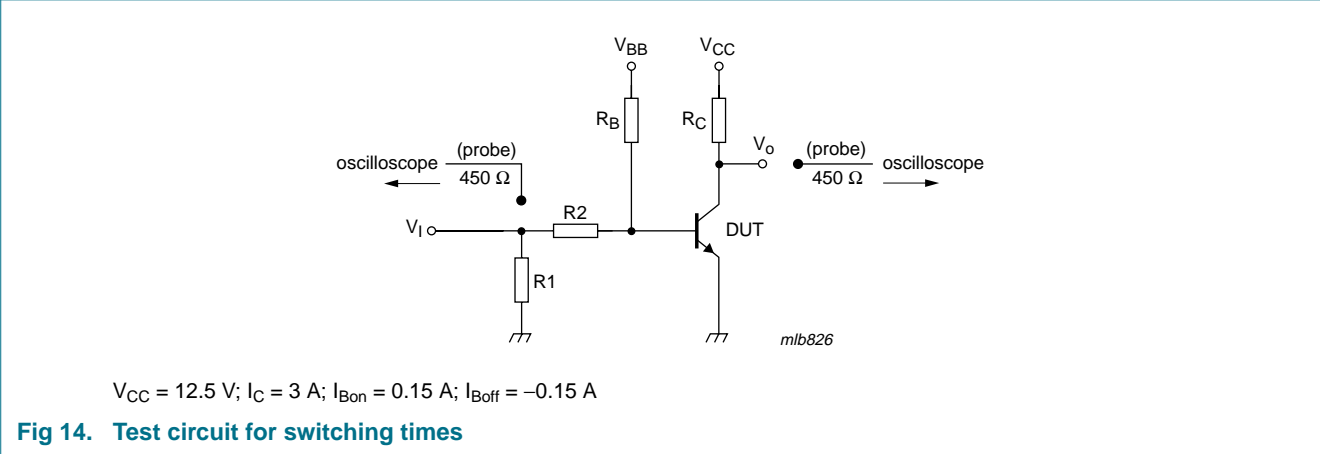 V_BB
V_CC
R_B
R_C
V_o
(probe)
oscilloscope
450 Ω
(probe)
oscilloscope
450 Ω
R2
V_I
DUT
R1
mlb826
V_CC = 12.5 V; I_C = 3 A; I_Bon = 0.15 A; I_Boff = −0.15 A
Fig 14. Test circuit for switching times